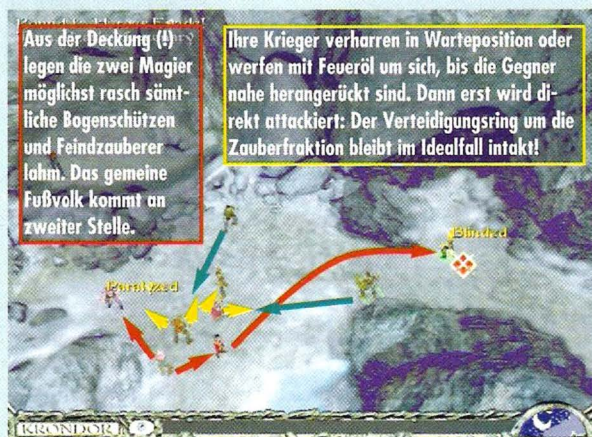 Aus der Deckung (!)
legen die zwei Magier
möglichst rasch sämt-
liche Bogenschützen
und Feindzauberer
lahm. Das gemeine
Fußvolk kommt an
zweiter Stelle.
Ihre Krieger verharren in Warteposition oder
werfen mit Feueröl um sich, bis die Gegner
nahe herangerückt sind. Dann erst wird di-
rekt attackiert: Der Verteidigungsring um die
Zauberfraktion bleibt im Idealfall intakt!
Blinded
Paralyzed
KRONDOR